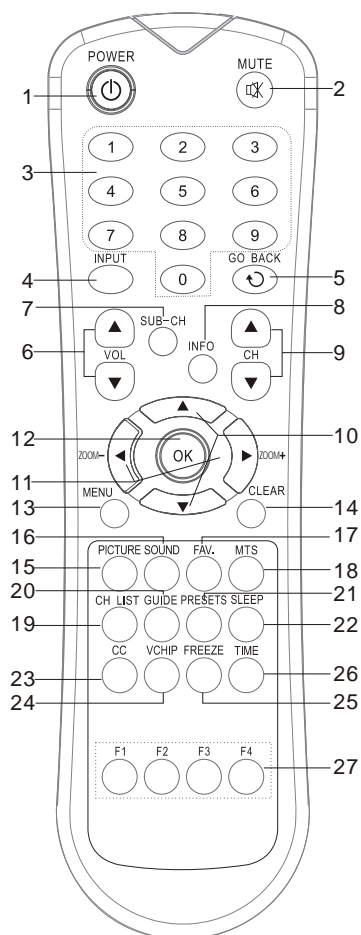 POWER
MUTE
1
2
1 2 3
3
4 5 6
7 8 9
INPUT
GO BACK
4
0
5
7
8
SUB-CH
INFO
6
VOL
CH
9
12
10
ZOOM-
OK
ZOOM+
11
MENU
CLEAR
13
14
16
17
PICTURE SOUND FAV. MTS
15
18
20
21
CH LIST GUIDE PRESETS SLEEP
19
22
CC VCHIP FREEZE TIME
23
26
24
25
F1 F2 F3 F4
27